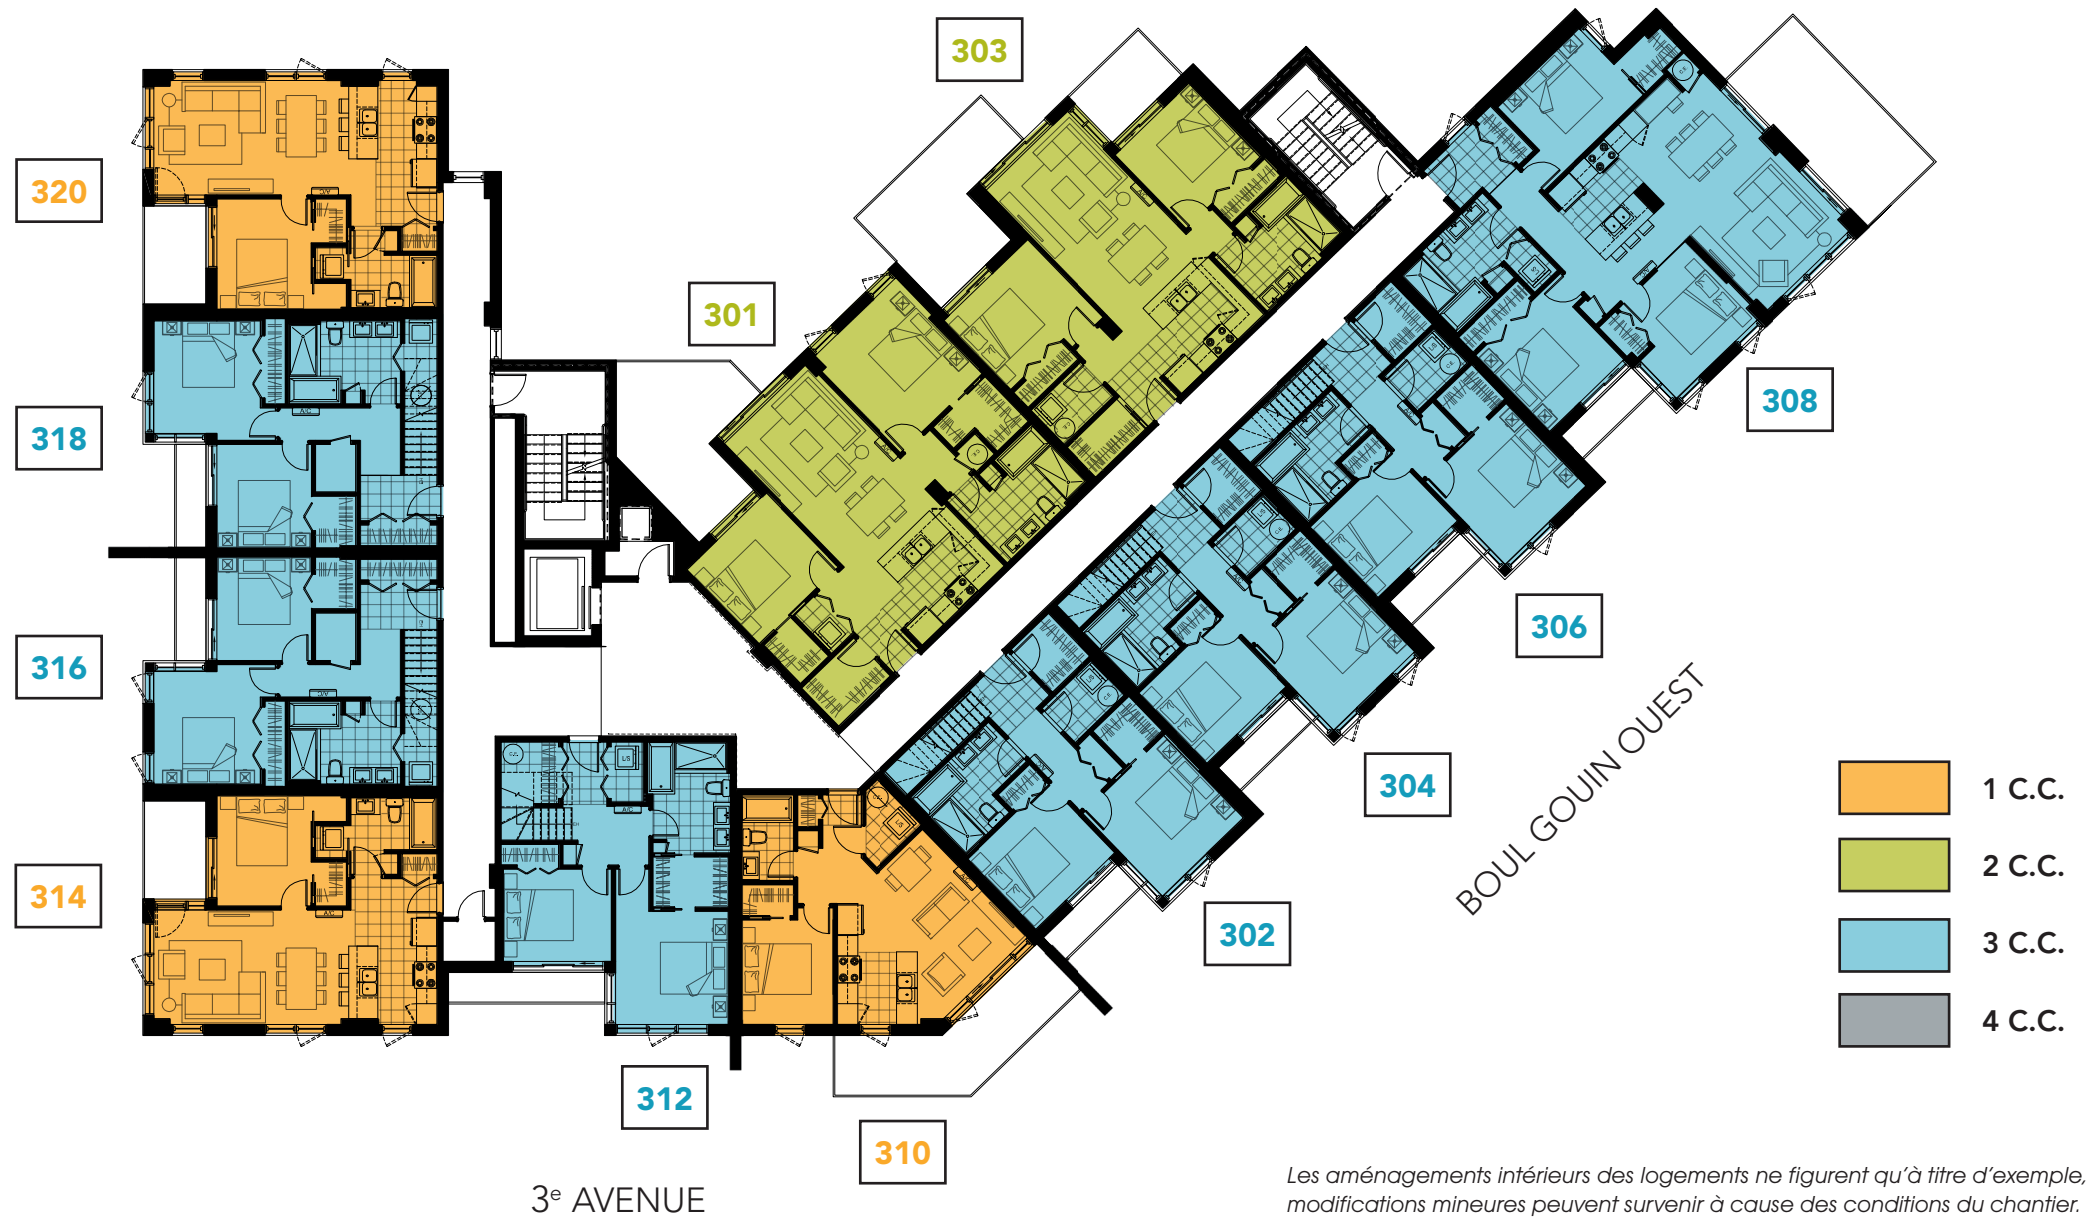 303
320
301
318
308
306
316
304
1 C.C.
2 C.C.
314
302
3 C.C.
4 C.C.
BOUL GOUIN OUEST
312
310
3e AVENUE
Les aménagements intérieurs des logements ne figurent qu'à titre d'exemple,
modifications mineures peuvent survenir à cause des conditions du chantier.
A/C
A/C
A/C
A/C
A/C
L/S
L/S
L/S
L/S
L/S
C.E.
C.E.
C.E.